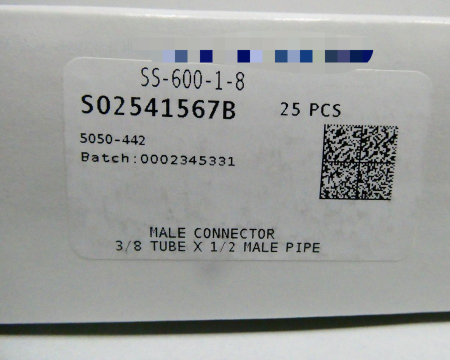 SS-600-1-8
S02541567B 25 PCS
5050-442
Batch:0002345331
MALE CONNECTOR
3/8 TUBE X 1/2 MALE PIPE